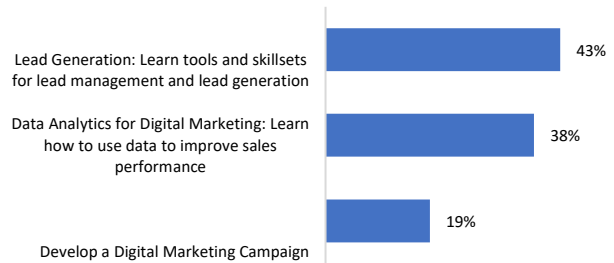 Lead Generation: Learn tools and skillsets
for lead management and lead generation
43%
Data Analytics for Digital Marketing: Learn
how to use data to improve sales
performance
38%
19%
Develop a Digital Marketing Campaign